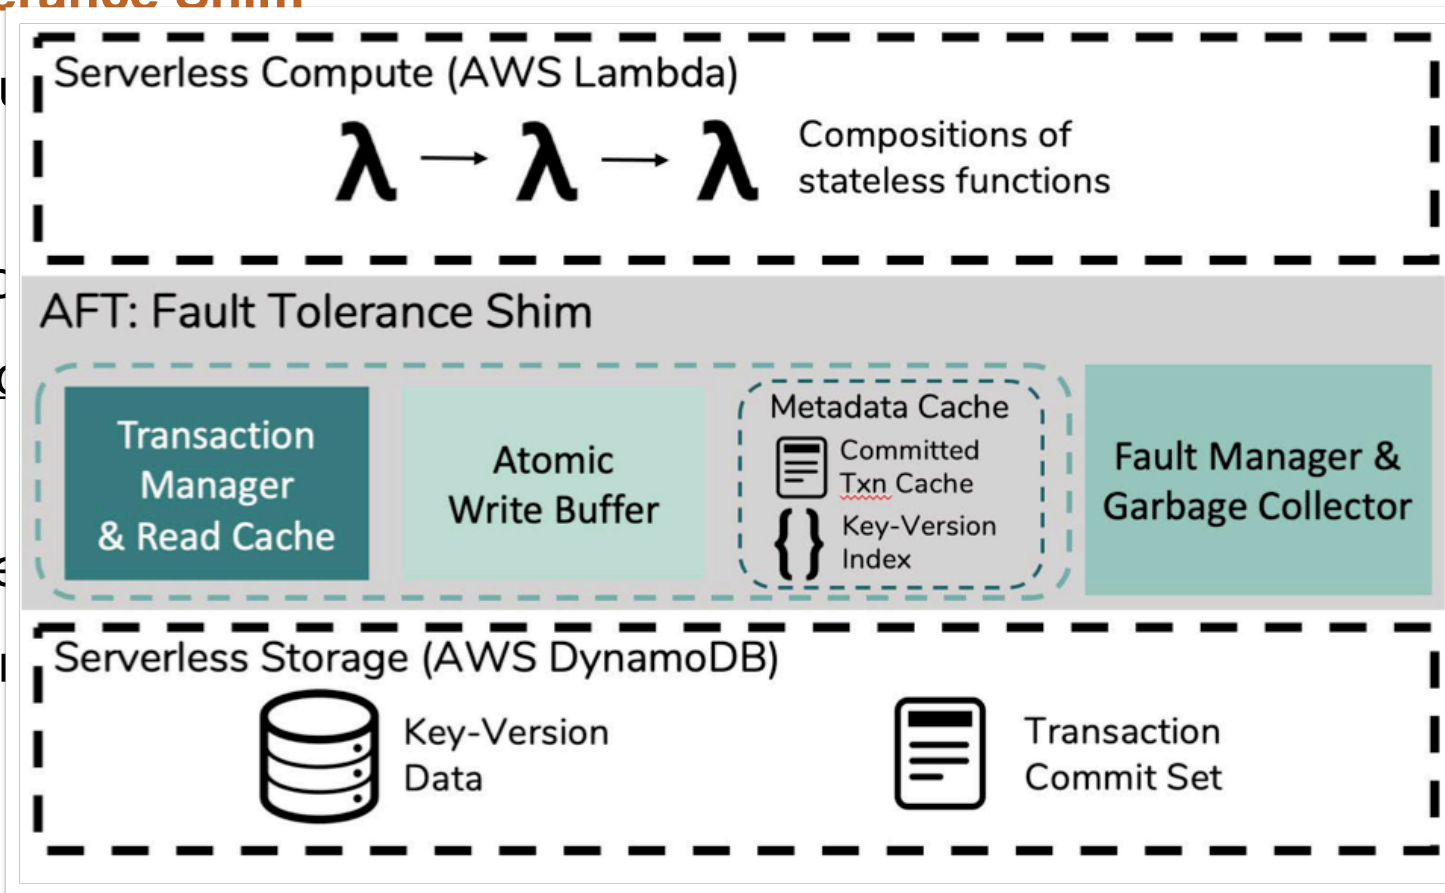 erance Shim
Serverless Compute (AWS Lambda)
λ → λ → λ
Compositions of
stateless functions
AFT: Fault Tolerance Shim
Transaction
Manager
& Read Cache
Atomic
Write Buffer
Metadata Cache
Committed
Txn Cache
{ } Key-Version
Index
Fault Manager &
Garbage Collector
Serverless Storage (AWS DynamoDB)
Key-Version
Data
Transaction
Commit Set